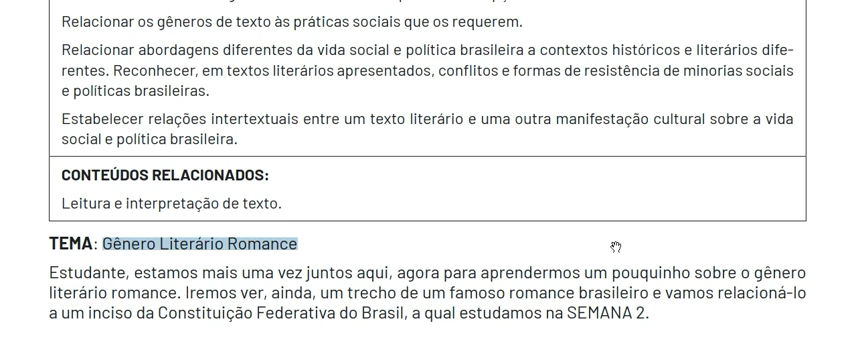 Relacionar os gêneros de texto às práticas sociais que os requerem.
Relacionar abordagens diferentes da vida social e política brasileira a contextos históricos e literários dife-
rentes. Reconhecer, em textos literários apresentados, conflitos e formas de resistência de minorias sociais
e políticas brasileiras.
Estabelecer relações intertextuais entre um texto literário e uma outra manifestação cultural sobre a vida
social e política brasileira.
CONTEÚDOS RELACIONADOS:
Leitura e interpretação de texto.
TEMA: Gênero Literário Romance
Estudante, estamos mais uma vez juntos aqui, agora para aprendermos um pouquinho sobre o gênero
literário romance. Iremos ver, ainda, um trecho de um famoso romance brasileiro e vamos relacioná-lo
a um inciso da Constituição Federativa do Brasil, a qual estudamos na SEMANA 2.